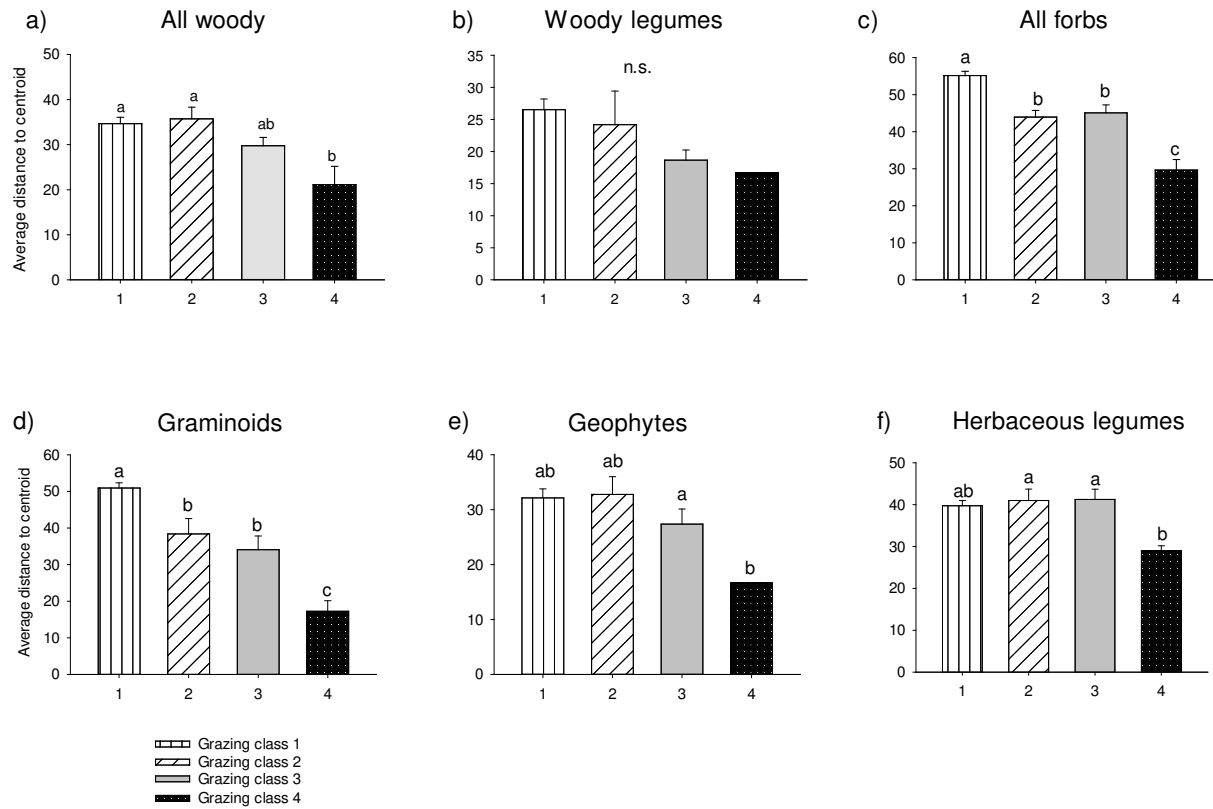 a) All woody
Average distance to centroid
50
40
30
20
10
0
a
a
ab
b
1 2 3 4
b) Woody legumes
35
30
25
20
15
10
5
0
n.s.
1 2 3 4
c) All forbs
60
50
40
30
20
10
0
a
b
b
c
1 2 3 4
d) Graminoids
Average distance to centroid
60
50
40
30
20
10
0
a
b
b
c
1 2 3 4
e) Geophytes
40
30
20
10
0
ab
ab
a
b
1 2 3 4
f) Herbaceous legumes
50
40
30
20
10
0
ab
a
a
b
1 2 3 4
Grazing class 1
Grazing class 2
Grazing class 3
Grazing class 4